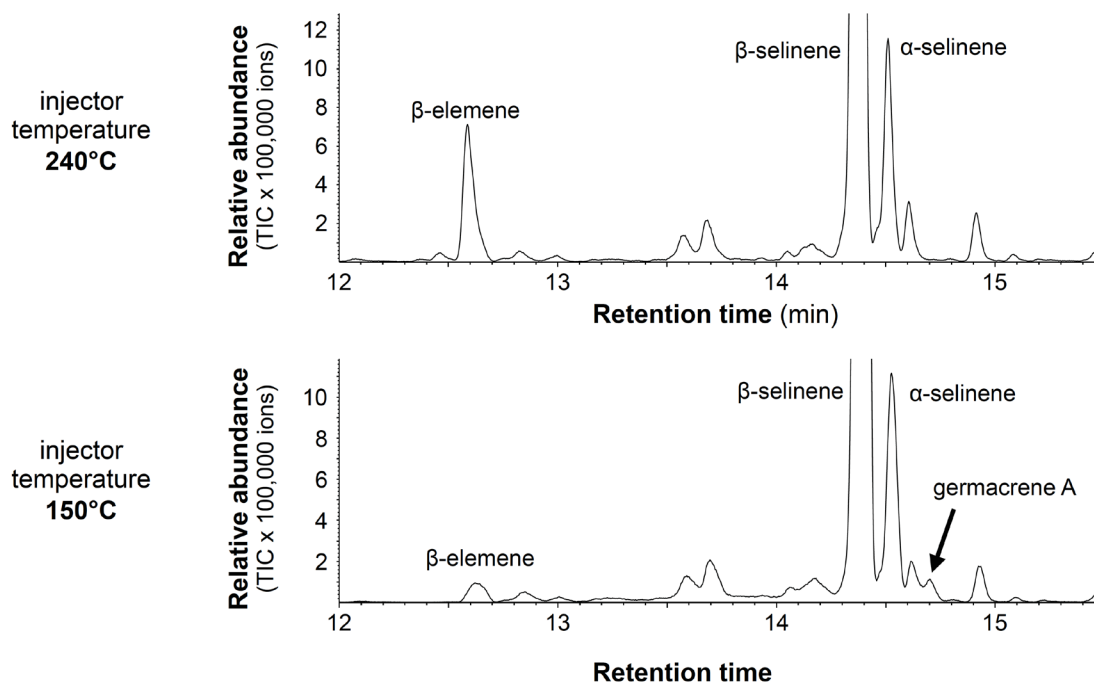 injector
temperature
240°C
Relative abundance
(TIC x 100,000 ions)
12
10
8
6
4
2
β-elemene
β-selinene
α-selinene
12
13
14
15
Retention time (min)
injector
temperature
150°C
Relative abundance
(TIC x 100,000 ions)
10
8
6
4
2
β-elemene
β-selinene
α-selinene
germacrene A
12
13
14
15
Retention time